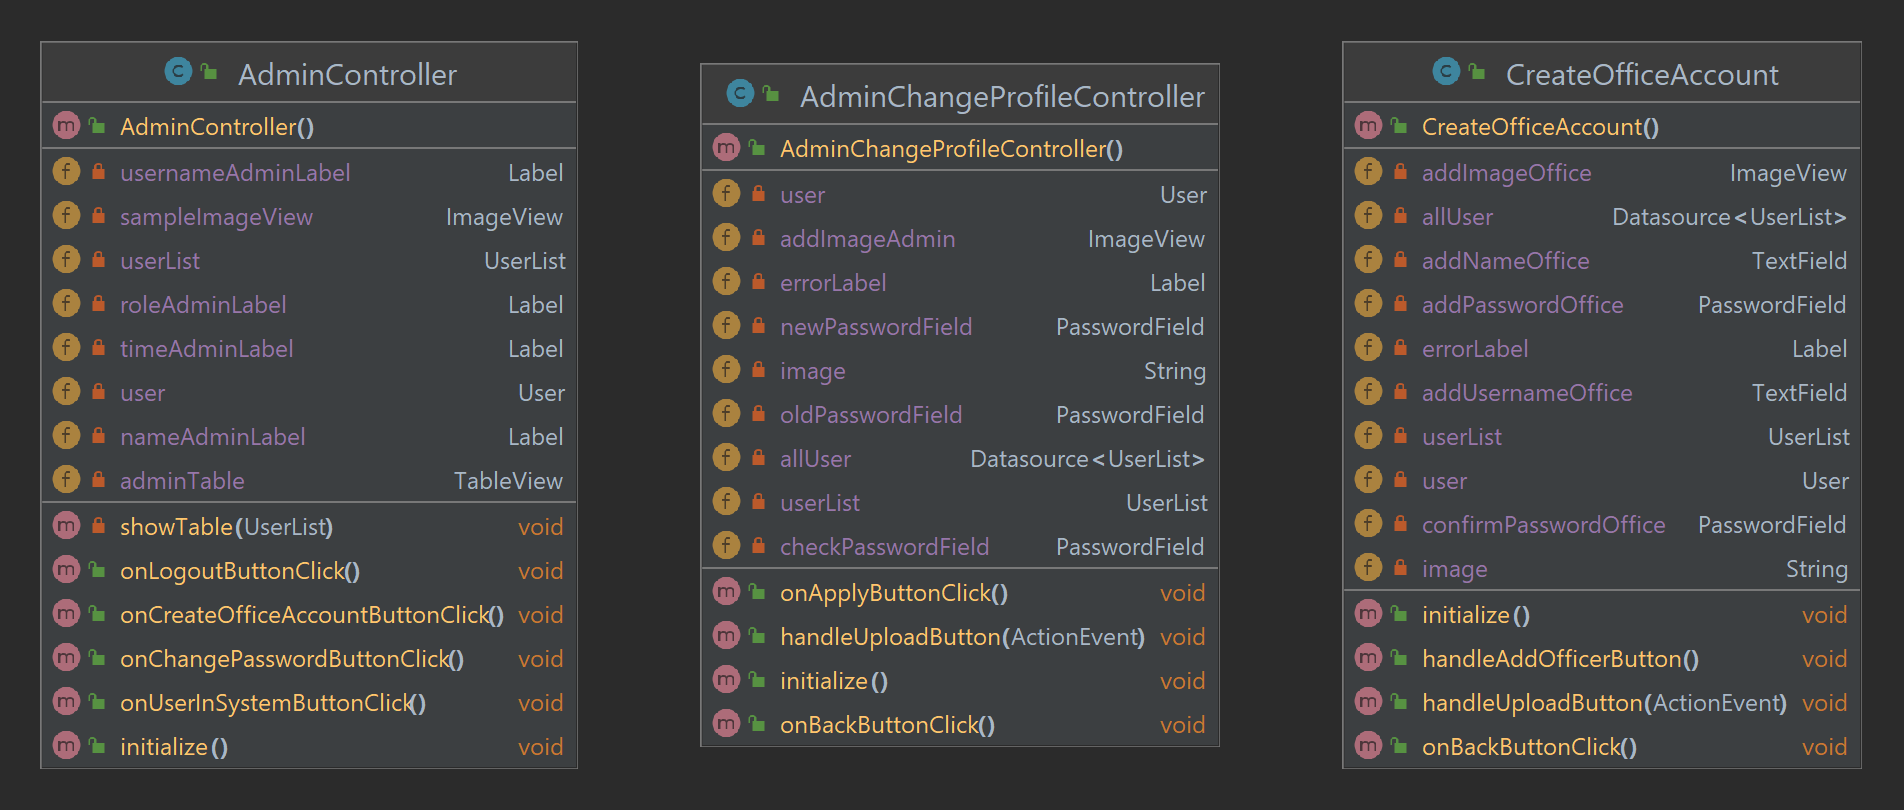 AdminController
AdminController()
usernameAdminLabel Label
sampleImageView ImageView
userList UserList
roleAdminLabel Label
timeAdminLabel Label
user User
nameAdminLabel Label
adminTable TableView
showTable(UserList) void
onLogoutButtonClick() void
onCreateOfficeAccountButtonClick() void
onChangePasswordButtonClick() void
onUserInSystemButtonClick() void
initialize() void
AdminChangeProfileController
AdminChangeProfileController()
user User
addImageAdmin ImageView
errorLabel Label
newPasswordField PasswordField
image String
oldPasswordField PasswordField
allUser Datasource<UserList>
userList UserList
checkPasswordField PasswordField
onApplyButtonClick() void
handleUploadButton(ActionEvent) void
initialize() void
onBackButtonClick() void
CreateOfficeAccount
CreateOfficeAccount()
addImageOffice ImageView
allUser Datasource<UserList>
addNameOffice TextField
addPasswordOffice PasswordField
errorLabel Label
addUsernameOffice TextField
userList UserList
user User
confirmPasswordOffice PasswordField
image String
initialize() void
handleAddOfficerButton() void
handleUploadButton(ActionEvent) void
onBackButtonClick() void